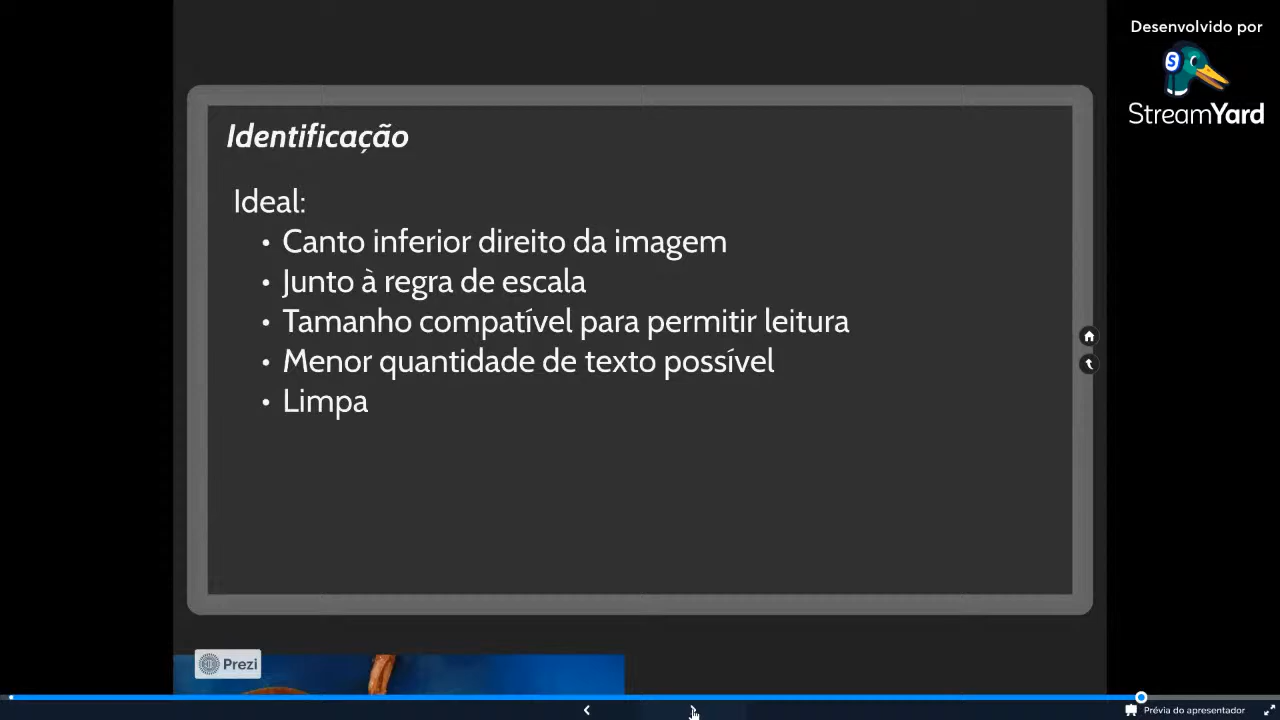 Desenvolvido por
S
StreamYard
Identificação
Ideal:
• Canto inferior direito da imagem
• Junto à regra de escala
• Tamanho compatível para permitir leitura
• Menor quantidade de texto possível
• Limpa
Prezi
Prévia do apresentador